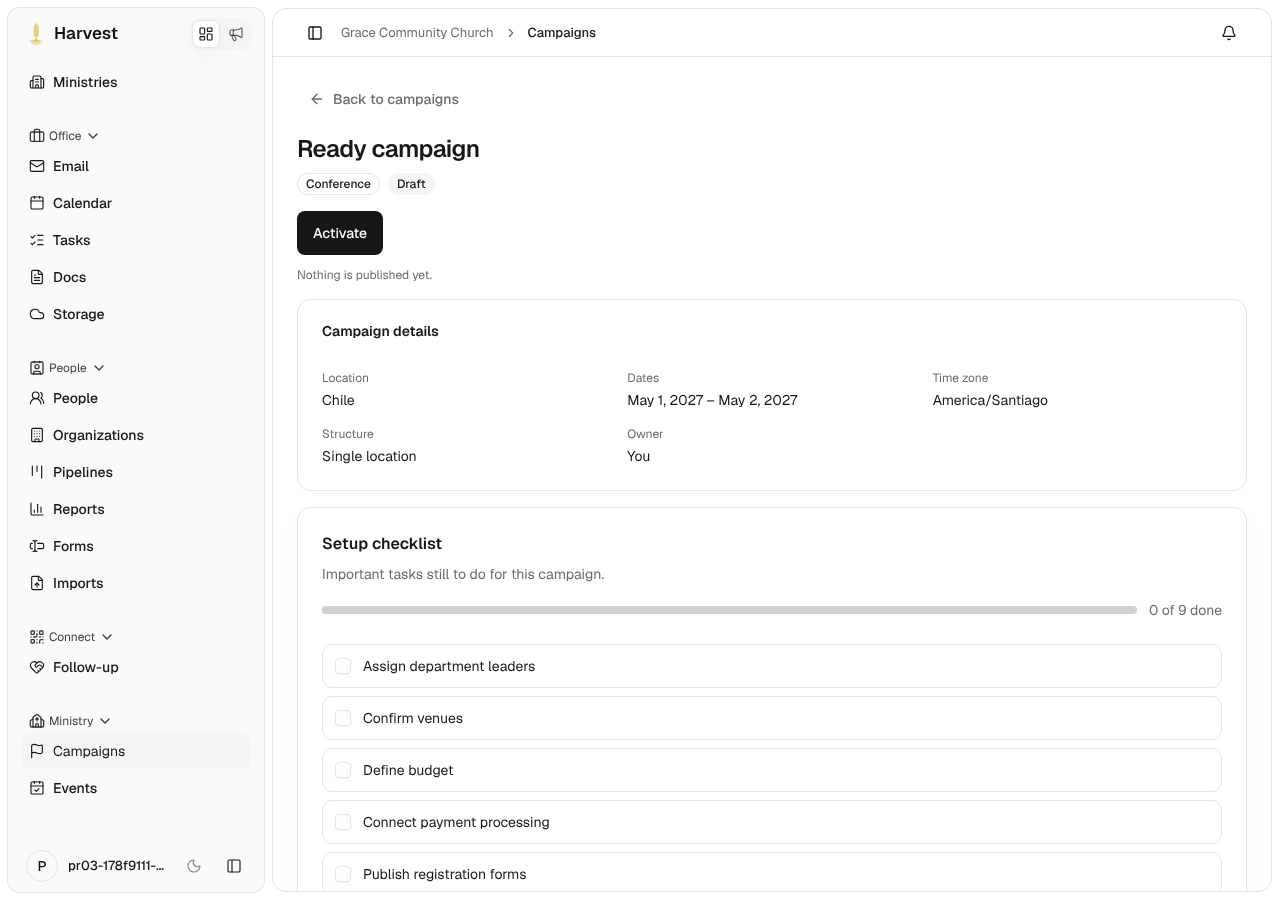 Harvest
Ministries
Office
Email
Calendar
Tasks
Docs
Storage
People
People
Organizations
Pipelines
Reports
Forms
Imports
Connect
Follow-up
Ministry
Campaigns
Events
P pr03-178f9111-...
Grace Community Church > Campaigns
Back to campaigns
Ready campaign
Conference Draft
Activate
Nothing is published yet.
Campaign details
Location Dates Time zone
Chile May 1, 2027 – May 2, 2027 America/Santiago
Structure Owner
Single location You
Setup checklist
Important tasks still to do for this campaign.
0 of 9 done
Assign department leaders
Confirm venues
Define budget
Connect payment processing
Publish registration forms